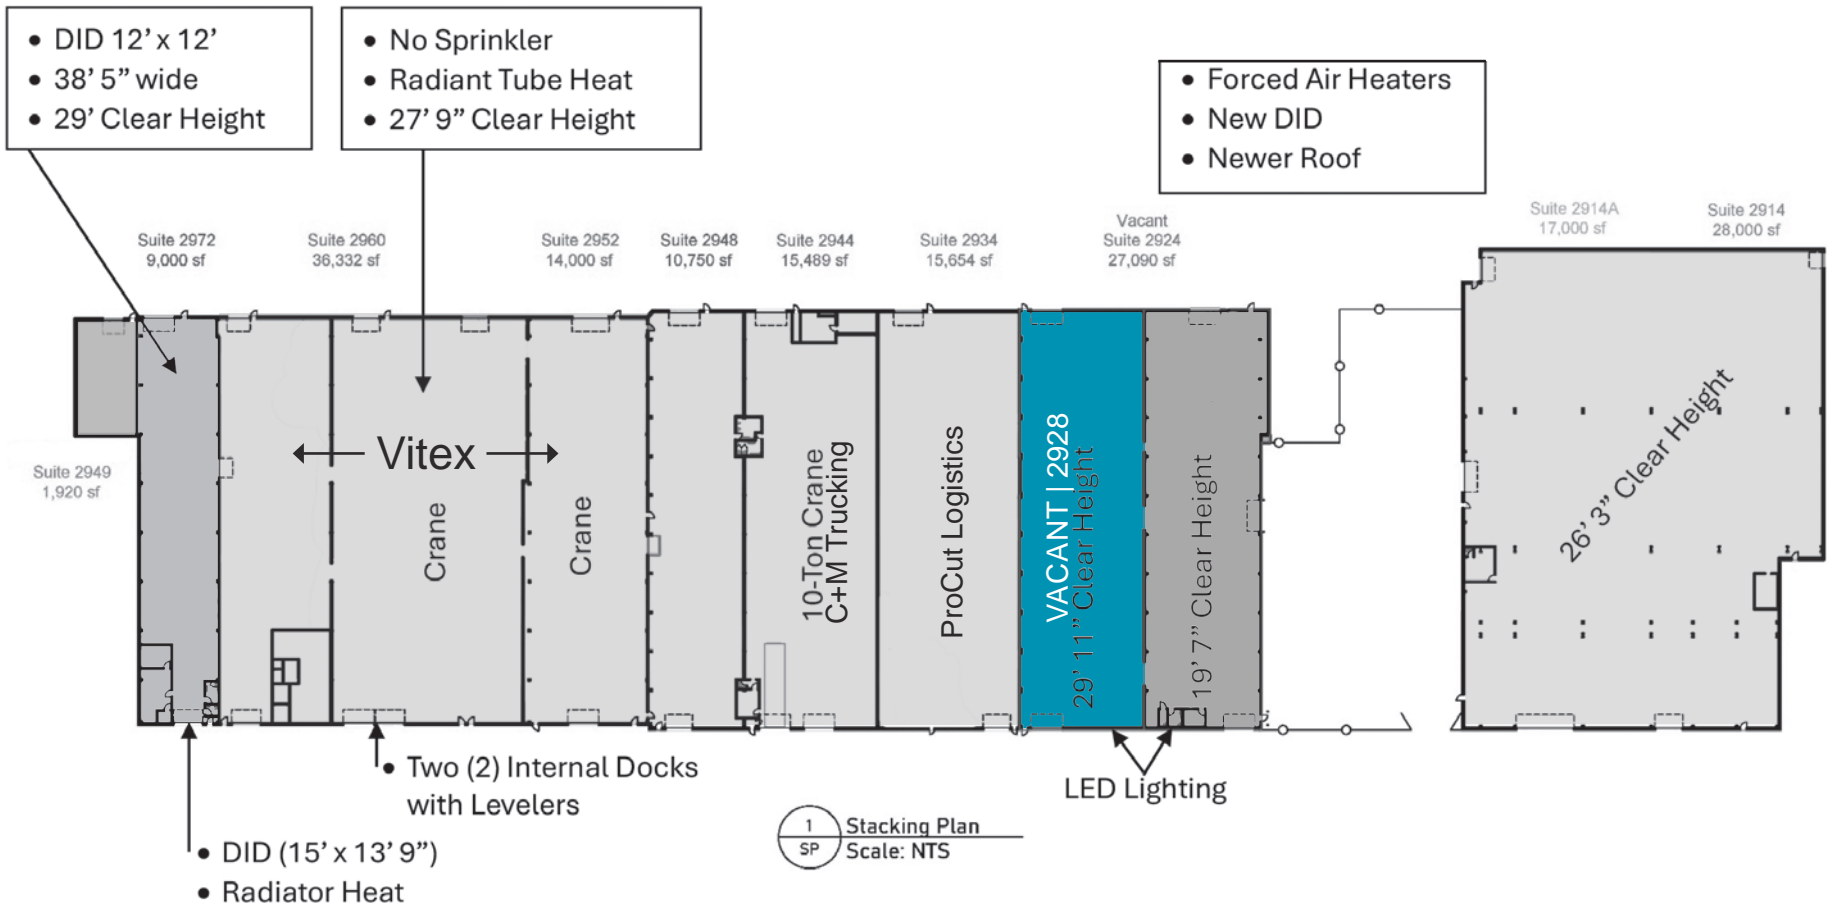 • DID 12’ x 12’
• 38’ 5” wide
• 29’ Clear Height
• No Sprinkler
• Radiant Tube Heat
• 27’ 9” Clear Height
• Forced Air Heaters
• New DID
• Newer Roof
Suite 2972
9,000 sf
Suite 2960
36,332 sf
Suite 2952
14,000 sf
Suite 2948
10,750 sf
Suite 2944
15,489 sf
Suite 2934
15,654 sf
Vacant
Suite 2924
27,090 sf
Suite 2914A
17,000 sf
Suite 2914
28,000 sf
Suite 2949
1,920 sf
Vitex
Crane
Crane
10-Ton Crane
C+M Trucking
ProCut Logistics
VACANT | 2928
29’ 11” Clear Height
19’ 7” Clear Height
26’ 3” Clear Height
• Two (2) Internal Docks
with Levelers
LED Lighting
• DID (15’ x 13’ 9”)
• Radiator Heat
1
SP
Stacking Plan
Scale: NTS